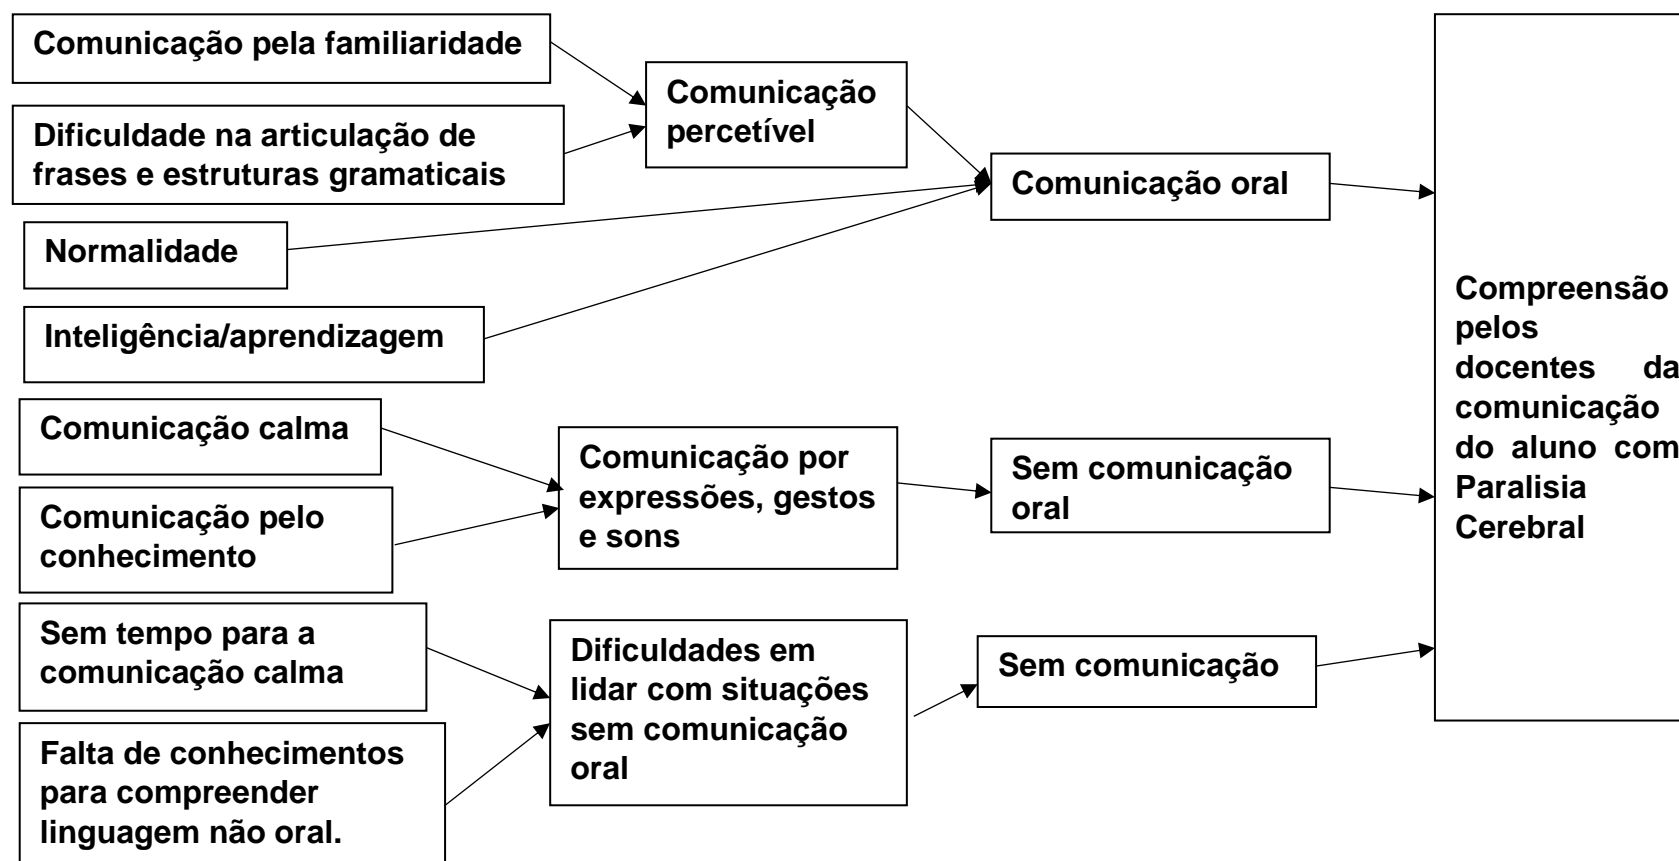 Comunicação pela familiaridade
Dificuldade na articulação de
frases e estruturas gramaticais
Normalidade
Inteligência/aprendizagem
Comunicação calma
Comunicação pelo
conhecimento
Sem tempo para a
comunicação calma
Falta de conhecimentos
para compreender
linguagem não oral.
Comunicação
percetível
Comunicação por
expressões, gestos
e sons
Dificuldades em
lidar com situações
sem comunicação
oral
Comunicação oral
Sem comunicação
oral
Sem comunicação
Compreensão
pelos
docentes da
comunicação
do aluno com
Paralisia
Cerebral